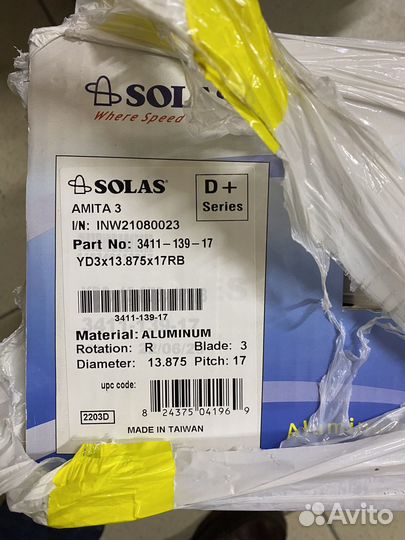 SOLAS
Where Speed
SOLAS®
D+
Series
AMITA 3
I/N: INW21080023
Part No: 3411-139-17
YD3x13.875x17RB
3411-139-17
Material: ALUMINUM
Rotation: R Blade: 3
Diameter: 13.875 Pitch: 17
upc code:
8 24375 04196 9
2203D
MADE IN TAIWAN
Avito